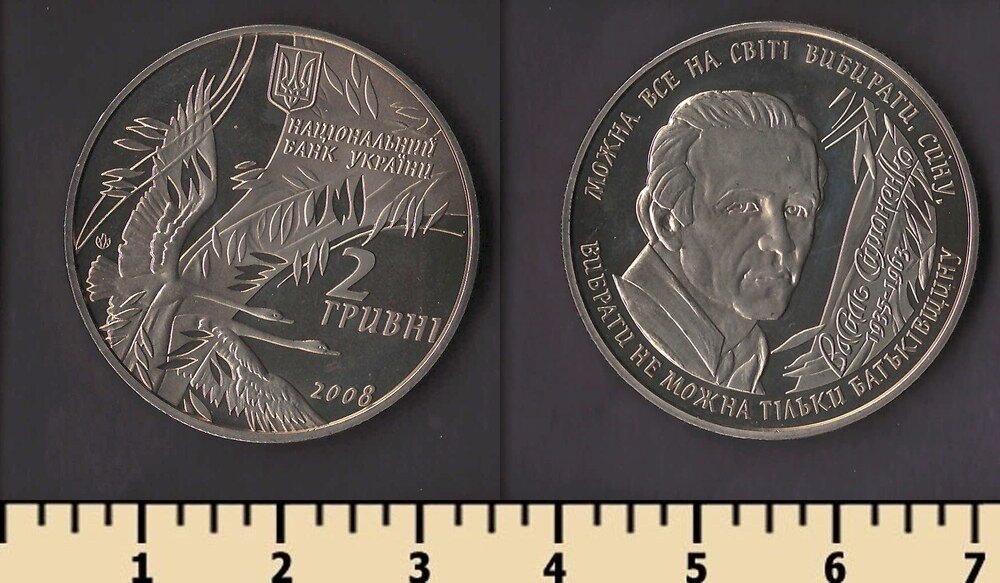 НАЦІОНАЛЬНИЙ
БАНК УКРАЇНИ
2
ГРИВНІ
2008
МОЖНА ВСЕ НА СВІТІ ВИБИРАТИ, СИНУ,
ВИБРАТИ НЕ МОЖНА ТІЛЬКИ БАТЬКІВЩИНУ
Василь Симоненко
1935-1963
1 2 3 4 5 6 7